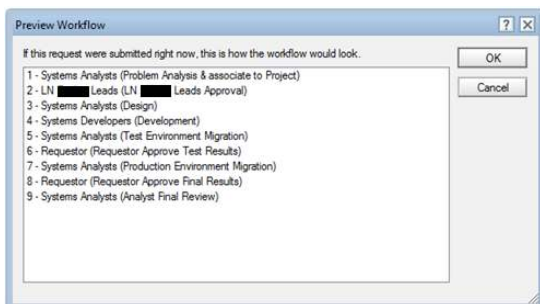 Preview Workflow
If this request were submitted right now, this is how the workflow would look.
OK
Cancel
1 - Systems Analysts (Problem Analysis & associate to Project)
2 - LN Leads (LN Leads Approval)
3 - Systems Analysts (Design)
4 - Systems Developers (Development)
5 - Systems Analysts (Test Environment Migration)
6 - Requestor (Requestor Approve Test Results)
7 - Systems Analysts (Production Environment Migration)
8 - Requestor (Requestor Approve Final Results)
9 - Systems Analysts (Analyst Final Review)